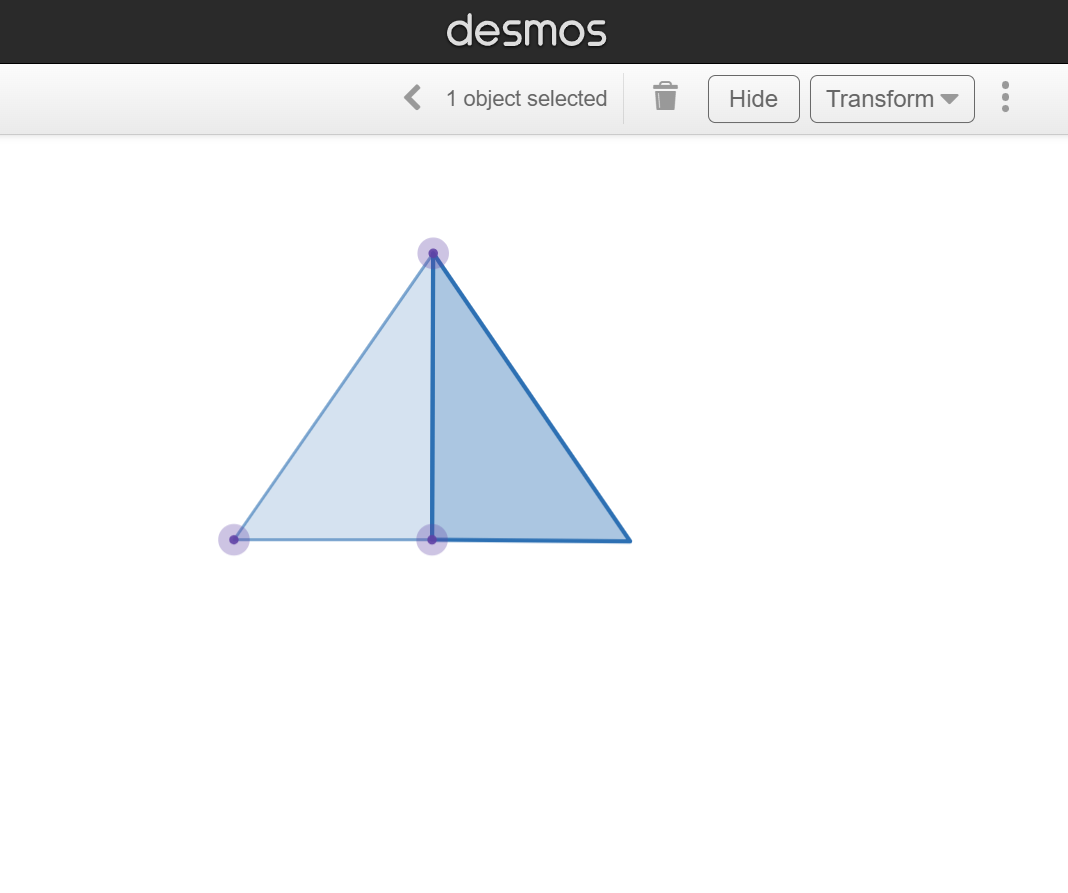 desmos
1 object selected
Hide
Transform